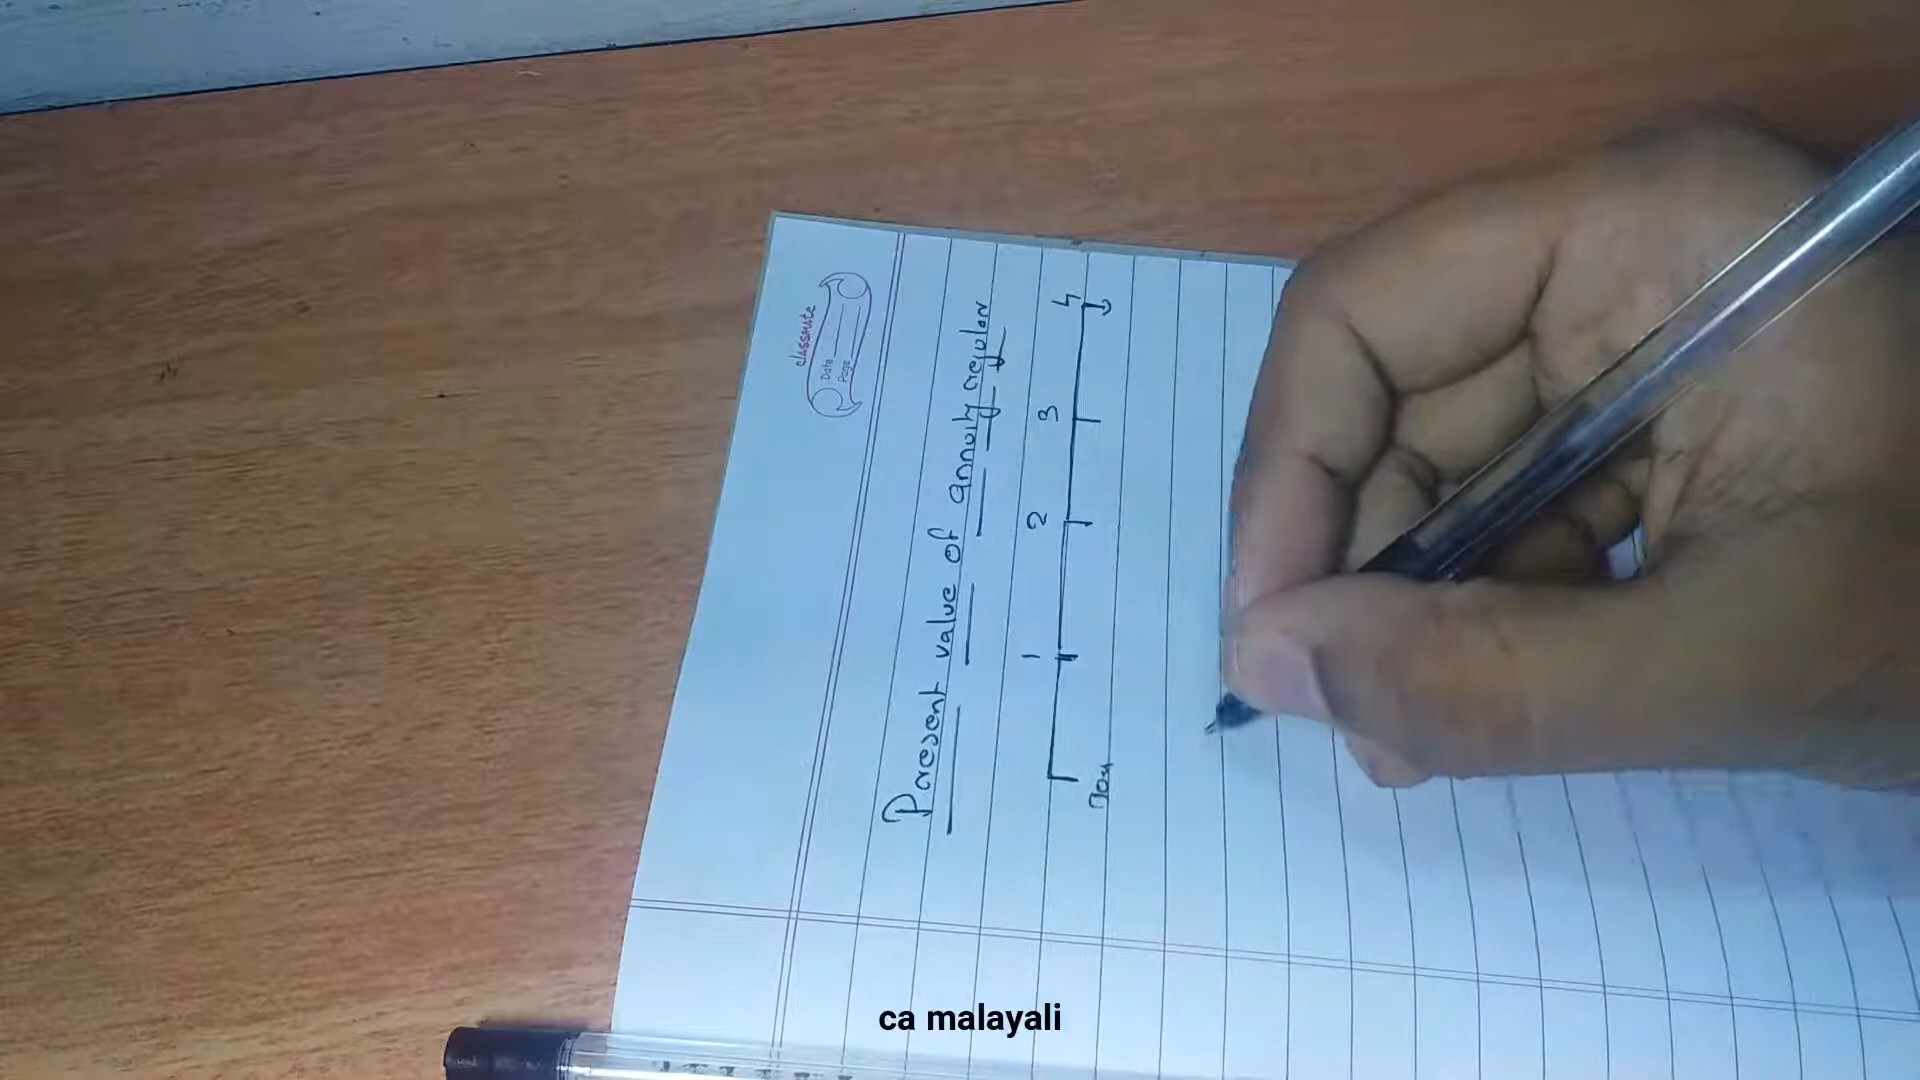 classmate
Date
Page
Present value of annuity regular
1 2 3 4
ca malayali